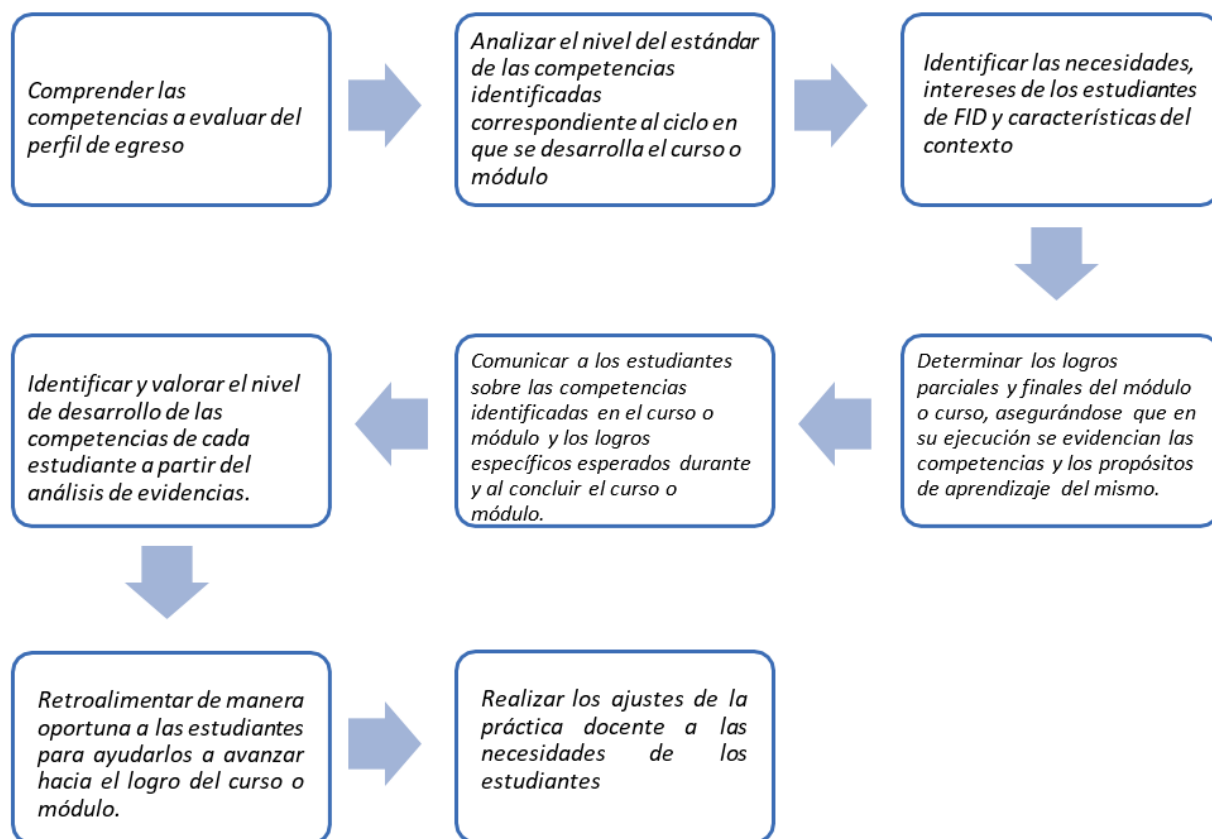 Comprender las
competencias a evaluar del
perfil de egreso
Analizar el nivel del estándar
de las competencias
identificadas
correspondiente al ciclo en
que se desarrolla el curso o
módulo
Identificar las necesidades,
intereses de los estudiantes
de FID y características del
contexto
Determinar los logros
parciales y finales del módulo
o curso, asegurándose que en
su ejecución se evidencian las
competencias y los propósitos
de aprendizaje del mismo.
Comunicar a los estudiantes
sobre las competencias
identificadas en el curso o
módulo y los logros
específicos esperados durante
y al concluir el curso o
módulo.
Identificar y valorar el nivel
de desarrollo de las
competencias de cada
estudiante a partir del
análisis de evidencias.
Retroalimentar de manera
oportuna a las estudiantes
para ayudarlos a avanzar
hacia el logro del curso o
módulo.
Realizar los ajustes de la
práctica docente a las
necesidades de los
estudiantes